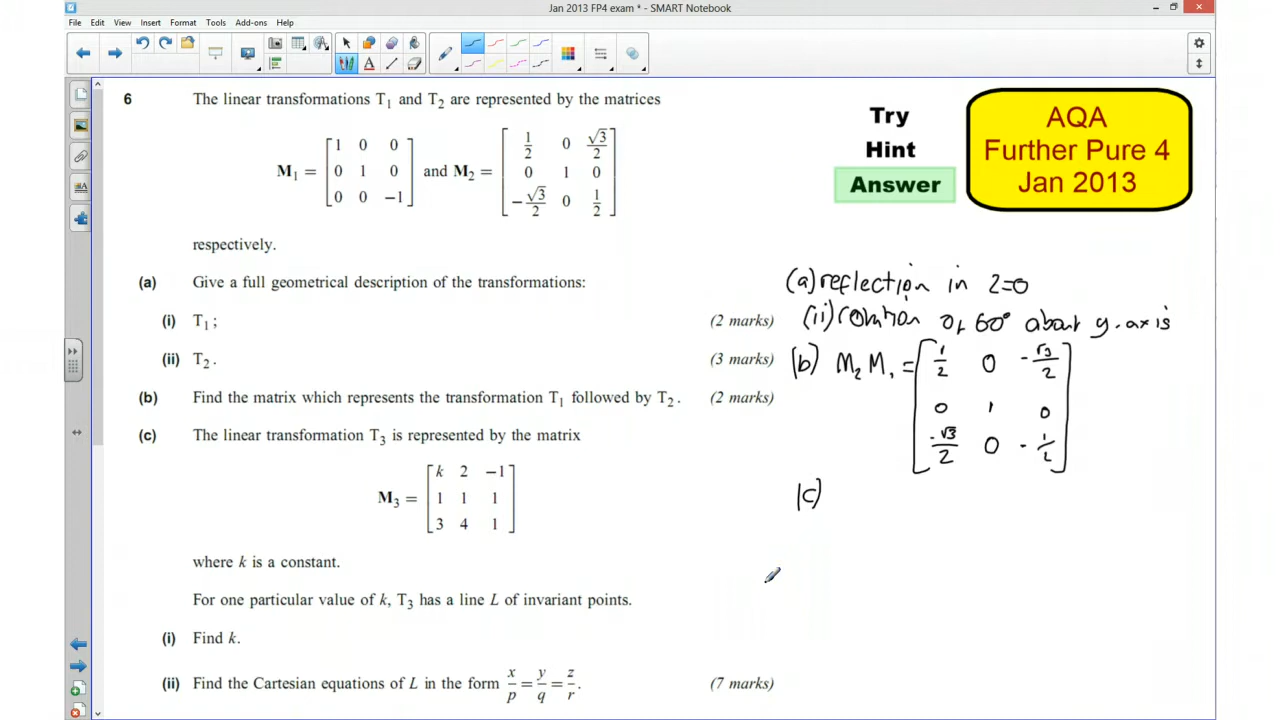 Jan 2013 FP4 exam * - SMART Notebook
File Edit View Insert Format Tools Add-ons Help
6 The linear transformations T₁ and T₂ are represented by the matrices
M₁ = [1 0 0; 0 1 0; 0 0 −1] and M₂ = [1/2 0 √3/2; 0 1 0; −√3/2 0 1/2]
respectively.
(a) Give a full geometrical description of the transformations:
(i) T₁ ; (2 marks)
(ii) T₂ . (3 marks)
(b) Find the matrix which represents the transformation T₁ followed by T₂ . (2 marks)
(c) The linear transformation T₃ is represented by the matrix
M₃ = [k 2 −1; 1 1 1; 3 4 1]
where k is a constant.
For one particular value of k, T₃ has a line L of invariant points.
(i) Find k.
(ii) Find the Cartesian equations of L in the form x/p = y/q = z/r. (7 marks)
Try
Hint
Answer
AQA
Further Pure 4
Jan 2013
(a) reflection in z=0
(ii) rotation of 60° about y-axis
(b) M₂ M₁ = [1/2 0 -√3/2; 0 1 0; -√3/2 0 -1/2]
(c)